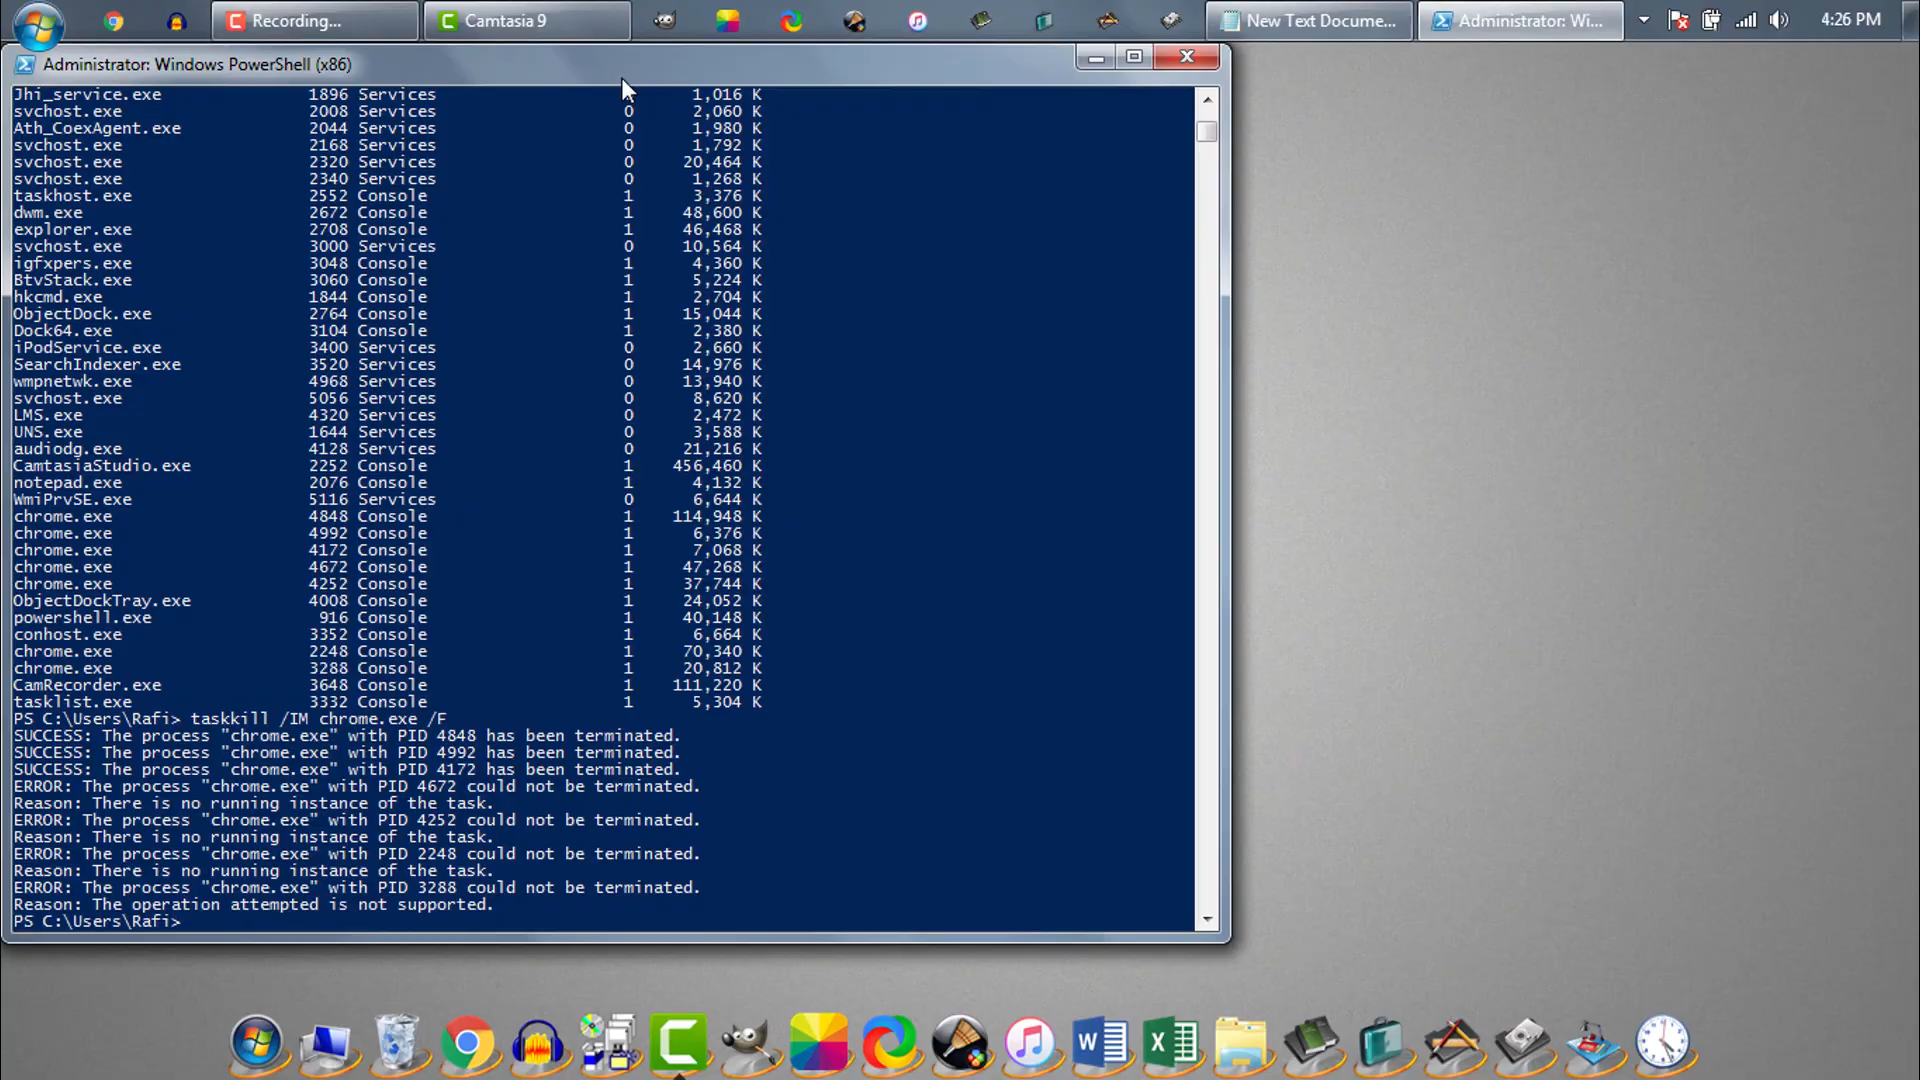 Recording...
Camtasia 9
New Text Docume...
Administrator: Wi...
4:26 PM
Administrator: Windows PowerShell (x86)
Jhi_service.exe 1896 Services 0 1,016 K
svchost.exe 2008 Services 0 2,060 K
Ath_CoexAgent.exe 2044 Services 0 1,980 K
svchost.exe 2168 Services 0 1,792 K
svchost.exe 2320 Services 0 20,464 K
svchost.exe 2340 Services 0 1,268 K
taskhost.exe 2552 Console 1 3,376 K
dwm.exe 2672 Console 1 48,600 K
explorer.exe 2708 Console 1 46,468 K
svchost.exe 3000 Services 0 10,564 K
igfxpers.exe 3048 Console 1 4,360 K
BtvStack.exe 3060 Console 1 5,224 K
hkcmd.exe 1844 Console 1 2,704 K
ObjectDock.exe 2764 Console 1 15,044 K
Dock64.exe 3104 Console 1 2,380 K
iPodService.exe 3400 Services 0 2,660 K
SearchIndexer.exe 3520 Services 0 14,976 K
wmpnetwk.exe 4968 Services 0 13,940 K
svchost.exe 5056 Services 0 8,620 K
LMS.exe 4320 Services 0 2,472 K
UNS.exe 1644 Services 0 3,588 K
audiodg.exe 4128 Services 0 21,216 K
CamtasiaStudio.exe 2252 Console 1 456,460 K
notepad.exe 2076 Console 1 4,132 K
WmiPrvSE.exe 5116 Services 0 6,644 K
chrome.exe 4848 Console 1 114,948 K
chrome.exe 4992 Console 1 6,376 K
chrome.exe 4172 Console 1 7,068 K
chrome.exe 4672 Console 1 47,268 K
chrome.exe 4252 Console 1 37,744 K
ObjectDockTray.exe 4008 Console 1 24,052 K
powershell.exe 916 Console 1 40,148 K
conhost.exe 3352 Console 1 6,664 K
chrome.exe 2248 Console 1 70,340 K
chrome.exe 3288 Console 1 20,812 K
CamRecorder.exe 3648 Console 1 111,220 K
tasklist.exe 3332 Console 1 5,304 K
PS C:\Users\Rafi> taskkill /IM chrome.exe /F
SUCCESS: The process "chrome.exe" with PID 4848 has been terminated.
SUCCESS: The process "chrome.exe" with PID 4992 has been terminated.
SUCCESS: The process "chrome.exe" with PID 4172 has been terminated.
ERROR: The process "chrome.exe" with PID 4672 could not be terminated.
Reason: There is no running instance of the task.
ERROR: The process "chrome.exe" with PID 4252 could not be terminated.
Reason: There is no running instance of the task.
ERROR: The process "chrome.exe" with PID 2248 could not be terminated.
Reason: There is no running instance of the task.
ERROR: The process "chrome.exe" with PID 3288 could not be terminated.
Reason: The operation attempted is not supported.
PS C:\Users\Rafi>